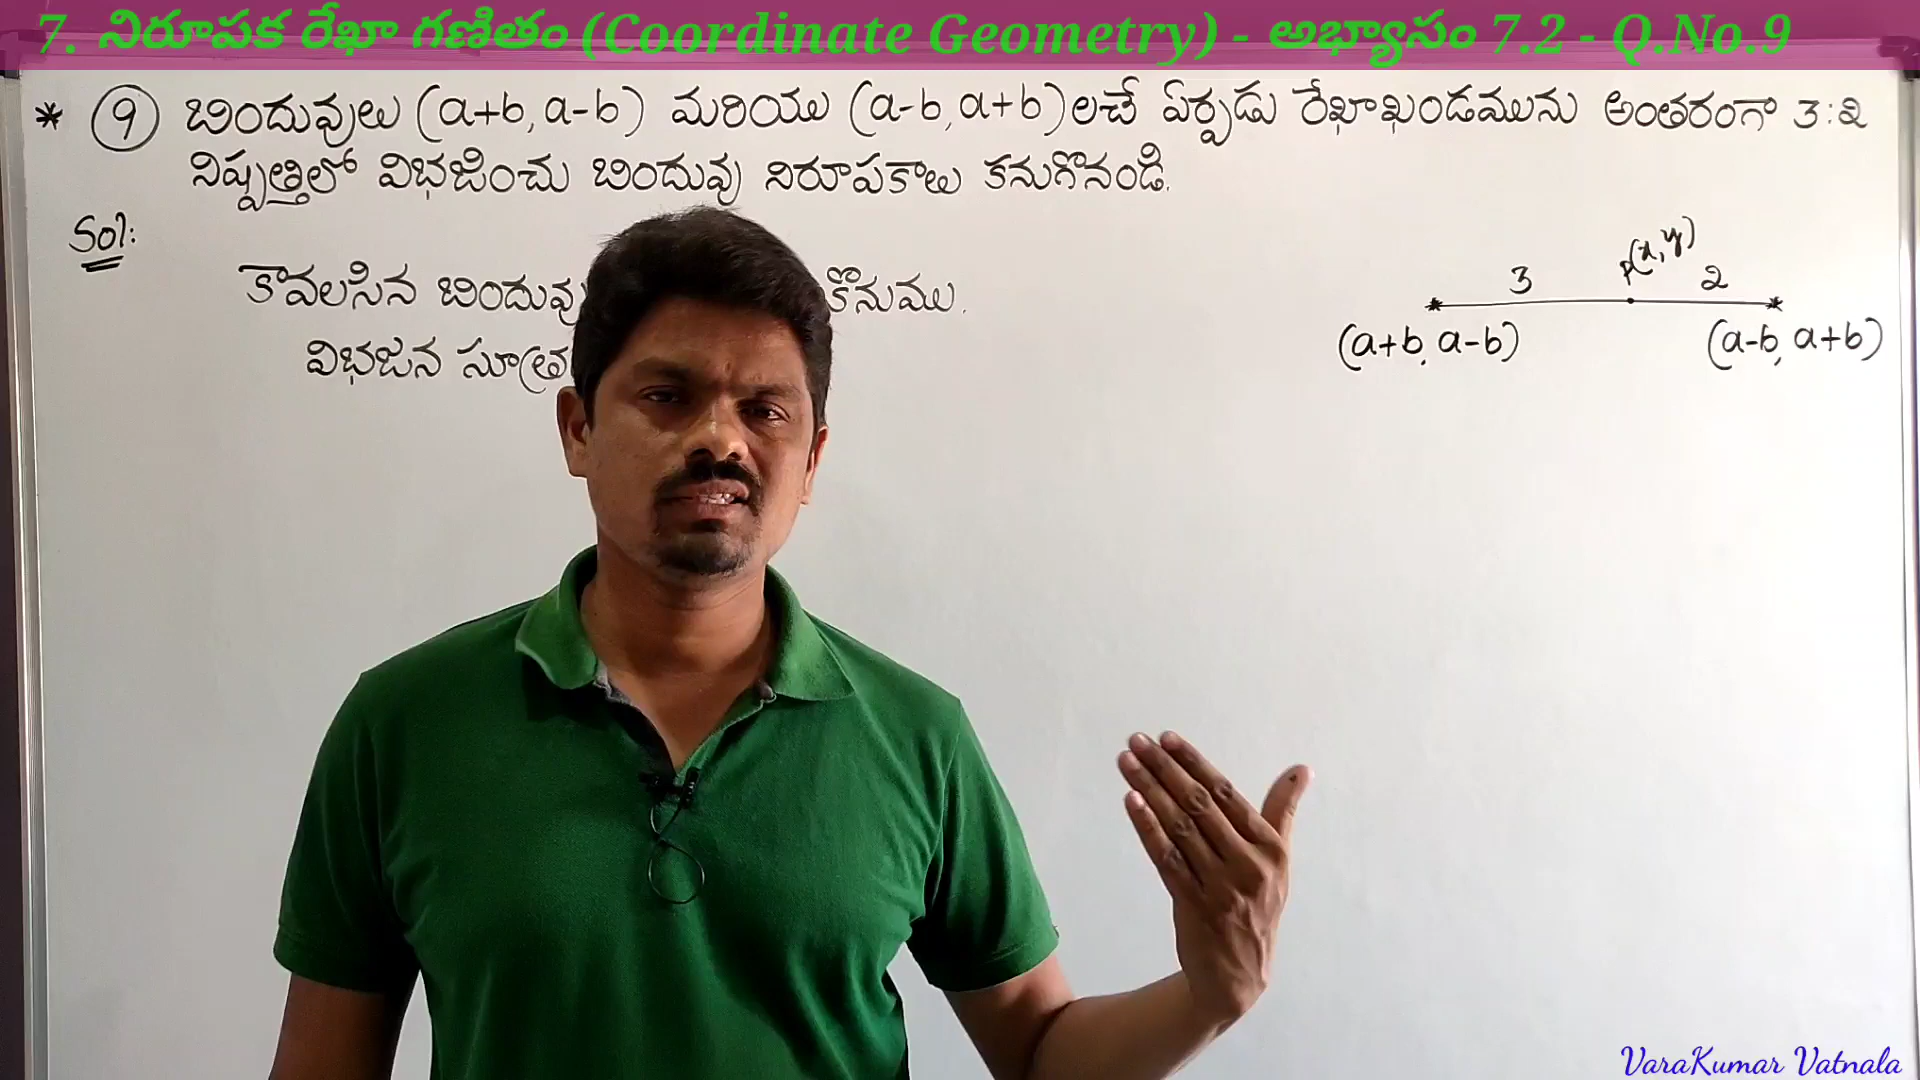 7. నిరూపక రేఖా గణితం (Coordinate Geometry) - అభ్యాసం 7.2 - Q.No.9
* ⑨ బిందువులు (a+b, a-b) మరియు (a-b, a+b)లచే ఏర్పడు రేఖాఖండమును అంతరంగా 3:2
నిష్పత్తిలో విభజించు బిందువు నిరూపకాలు కనుగొనండి.
Sol:
కావలసిన బిందువు కొనుము.
విభజన సూత్ర
3 P(x, y) 2
(a+b, a-b) (a-b, a+b)
VaraKumar Vatnala